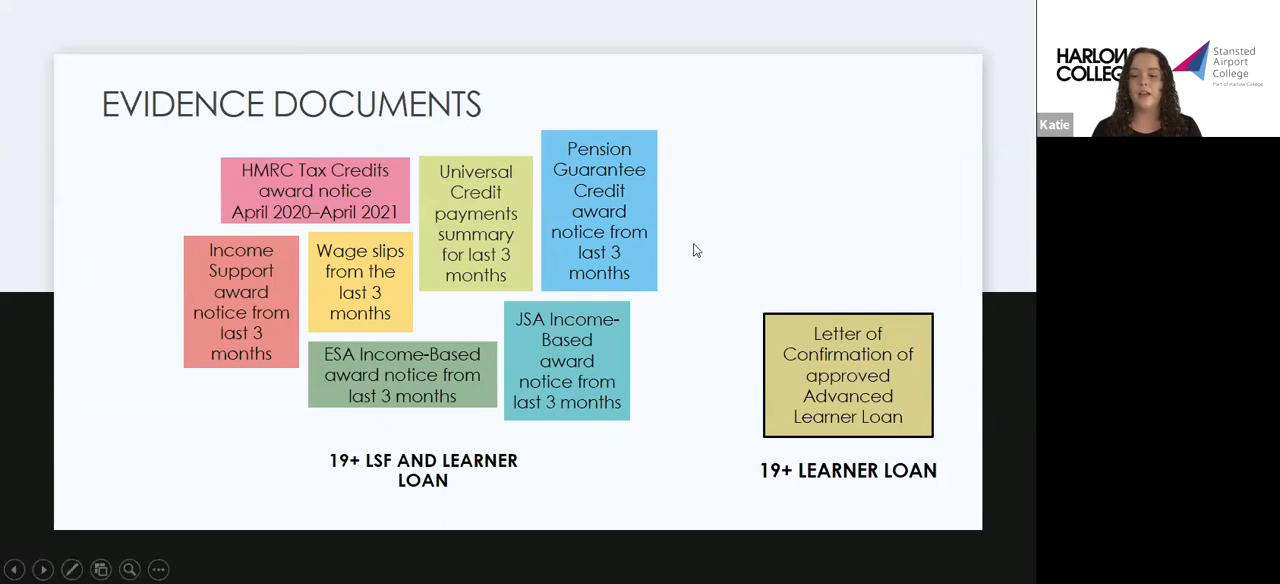 EVIDENCE DOCUMENTS
HMRC Tax Credits
award notice
April 2020–April 2021
Universal
Credit
payments
summary
for last 3
months
Pension
Guarantee
Credit
award
notice from
last 3
months
Income
Support
award
notice from
last 3
months
Wage slips
from the
last 3
months
ESA Income-Based
award notice from
last 3 months
JSA Income-
Based
award
notice from
last 3 months
19+ LSF AND LEARNER
LOAN
Letter of
Confirmation of
approved
Advanced
Learner Loan
19+ LEARNER LOAN
HARLOW
COLLEG
Stansted
Airport
College
Part of Harlow College
Katie